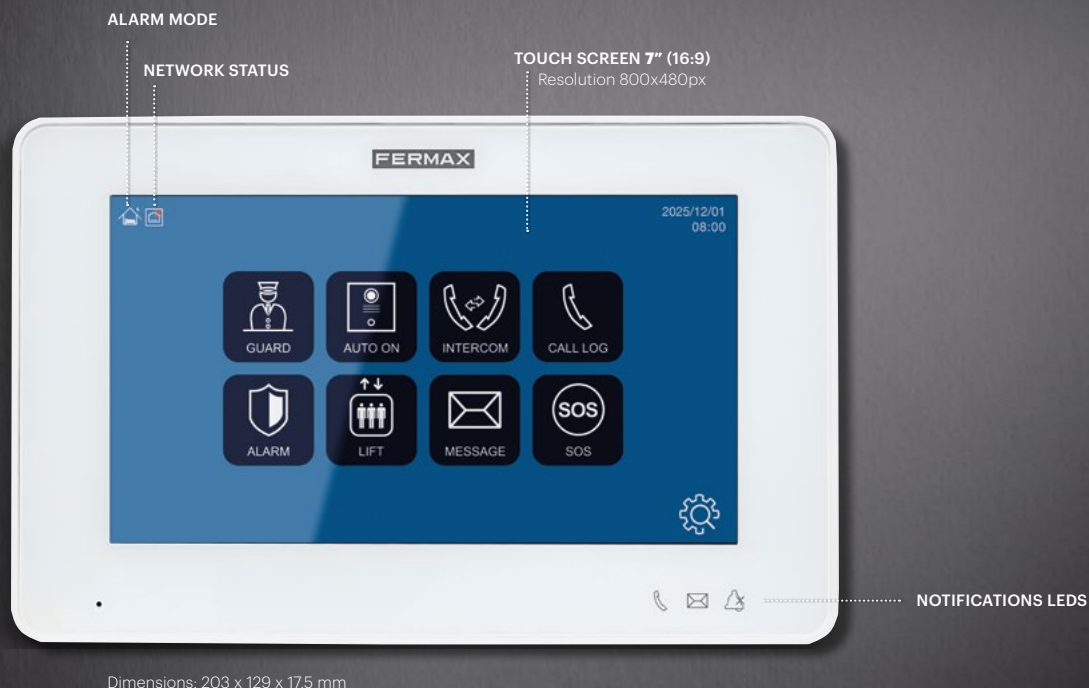 ALARM MODE
NETWORK STATUS
TOUCH SCREEN 7” (16:9)
Resolution 800x480px
FERMAX
2025/12/01
08:00
GUARD
AUTO ON
INTERCOM
CALL LOG
ALARM
LIFT
MESSAGE
SOS
SOS
NOTIFICATIONS LEDS
Dimensions: 203 x 129 x 17.5 mm